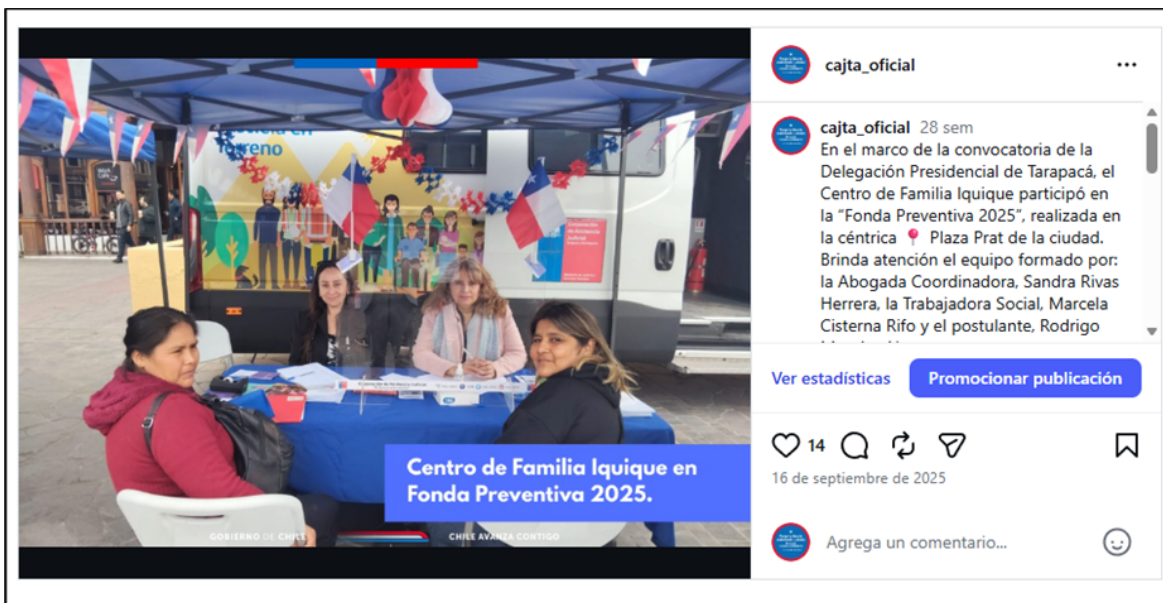 Justicia en
Terreno
Centro de Familia Iquique en
Fonda Preventiva 2025.
GOBIERNO DE CHILE
CHILE AVANZA CONTIGO
cajta_oficial
cajta_oficial 28 sem
En el marco de la convocatoria de la
Delegación Presidencial de Tarapacá, el
Centro de Familia Iquique participó en
la “Fonda Preventiva 2025”, realizada en
la céntrica 📍 Plaza Prat de la ciudad.
Brinda atención el equipo formado por:
la Abogada Coordinadora, Sandra Rivas
Herrera, la Trabajadora Social, Marcela
Cisterna Rifo y el postulante, Rodrigo
Ver estadísticas
Promocionar publicación
14
16 de septiembre de 2025
Agrega un comentario...